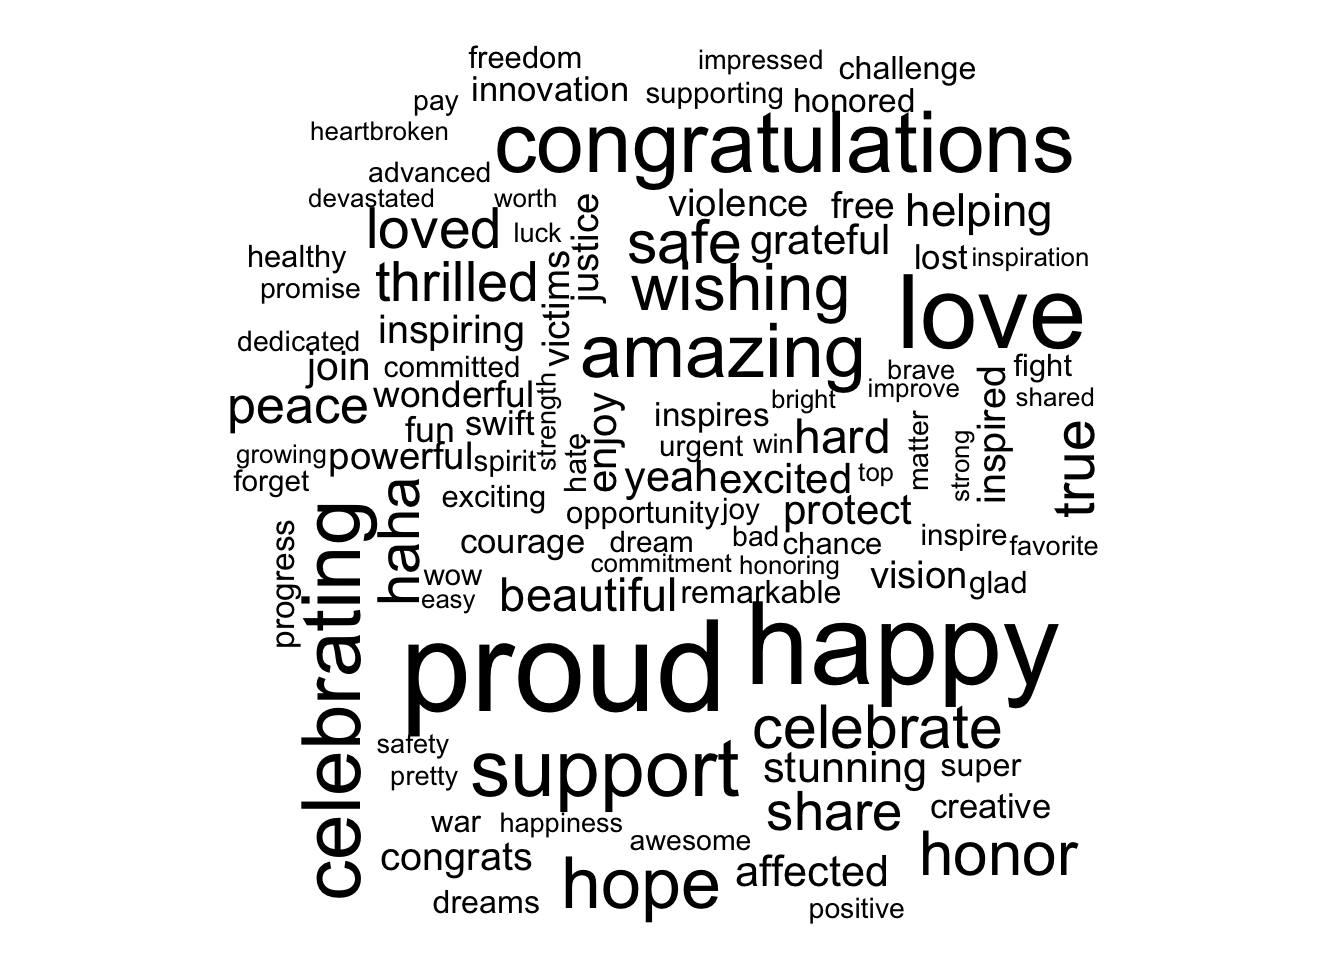 freedom
impressed
challenge
innovation
supporting
honored
pay
heartbroken
congratulations
advanced
devastated
worth
justice
violence
free
helping
loved
luck
safe
grateful
healthy
lost
inspiration
promise
thrilled
victims
wishing
love
dedicated
inspiring
amazing
join
committed
brave
fight
peace
wonderful
strength
improve
inspired
shared
bright
fun
swift
enjoy
inspires
hard
matter
true
growing
powerful
spirit
hate
urgent
win
strong
forget
yeah
excited
top
exciting
haha
opportunity
joy
protect
celebrating
progress
courage
dream
bad
chance
inspire
favorite
commitment
honoring
wow
easy
beautiful
remarkable
vision
glad
proud
happy
safety
celebrate
pretty
support
stunning
super
share
creative
war
happiness
awesome
congrats
hope
affected
honor
dreams
positive